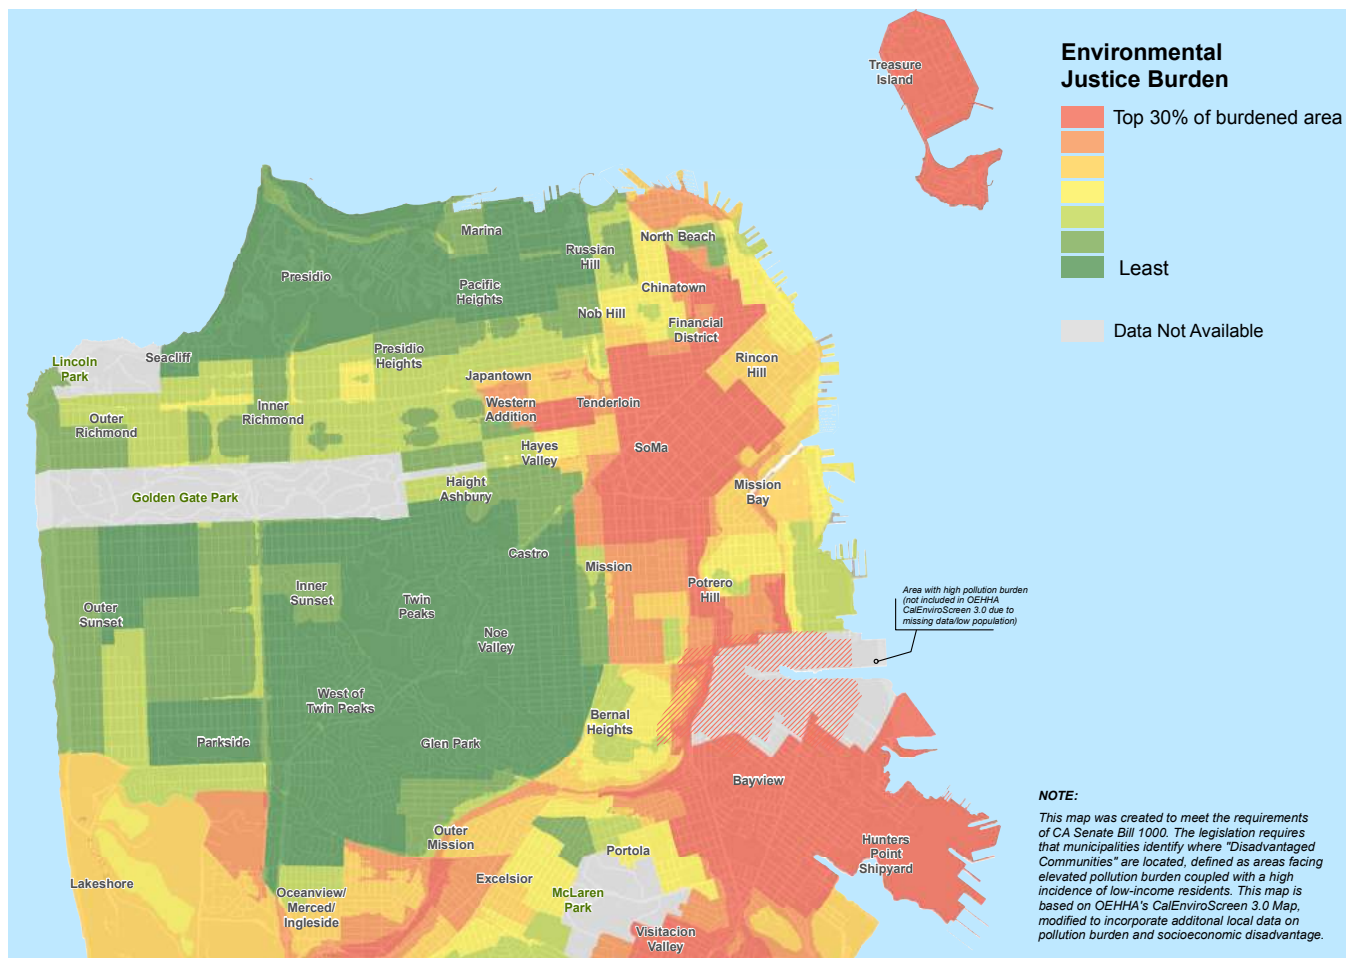 Environmental
Justice Burden
Top 30% of burdened area
Least
Data Not Available
Treasure
Island
Marina
Russian
Hill
North Beach
Presidio
Pacific
Heights
Chinatown
Nob Hill
Financial
District
Lincoln
Park
Seacliff
Presidio
Heights
Rincon
Hill
Japantown
Western
Addition
Tenderloin
Outer
Richmond
Inner
Richmond
Hayes
Valley
SoMa
Golden Gate Park
Haight
Ashbury
Mission
Bay
Castro
Mission
Potrero
Hill
Inner
Sunset
Twin
Peaks
Outer
Sunset
Noe
Valley
Area with high pollution burden
(not included in OEHHA
CalEnviroScreen 3.0 due to
missing data/low population)
West of
Twin Peaks
Bernal
Heights
Parkside
Glen Park
Bayview
Outer
Mission
Portola
Hunters
Point
Shipyard
Lakeshore
Oceanview/
Merced/
Ingleside
Excelsior
McLaren
Park
Visitacion
Valley
NOTE:
This map was created to meet the requirements
of CA Senate Bill 1000. The legislation requires
that municipalities identify where "Disadvantaged
Communities" are located, defined as areas facing
elevated pollution burden coupled with a high
incidence of low-income residents. This map is
based on OEHHA's CalEnviroScreen 3.0 Map,
modified to incorporate additonal local data on
pollution burden and socioeconomic disadvantage.